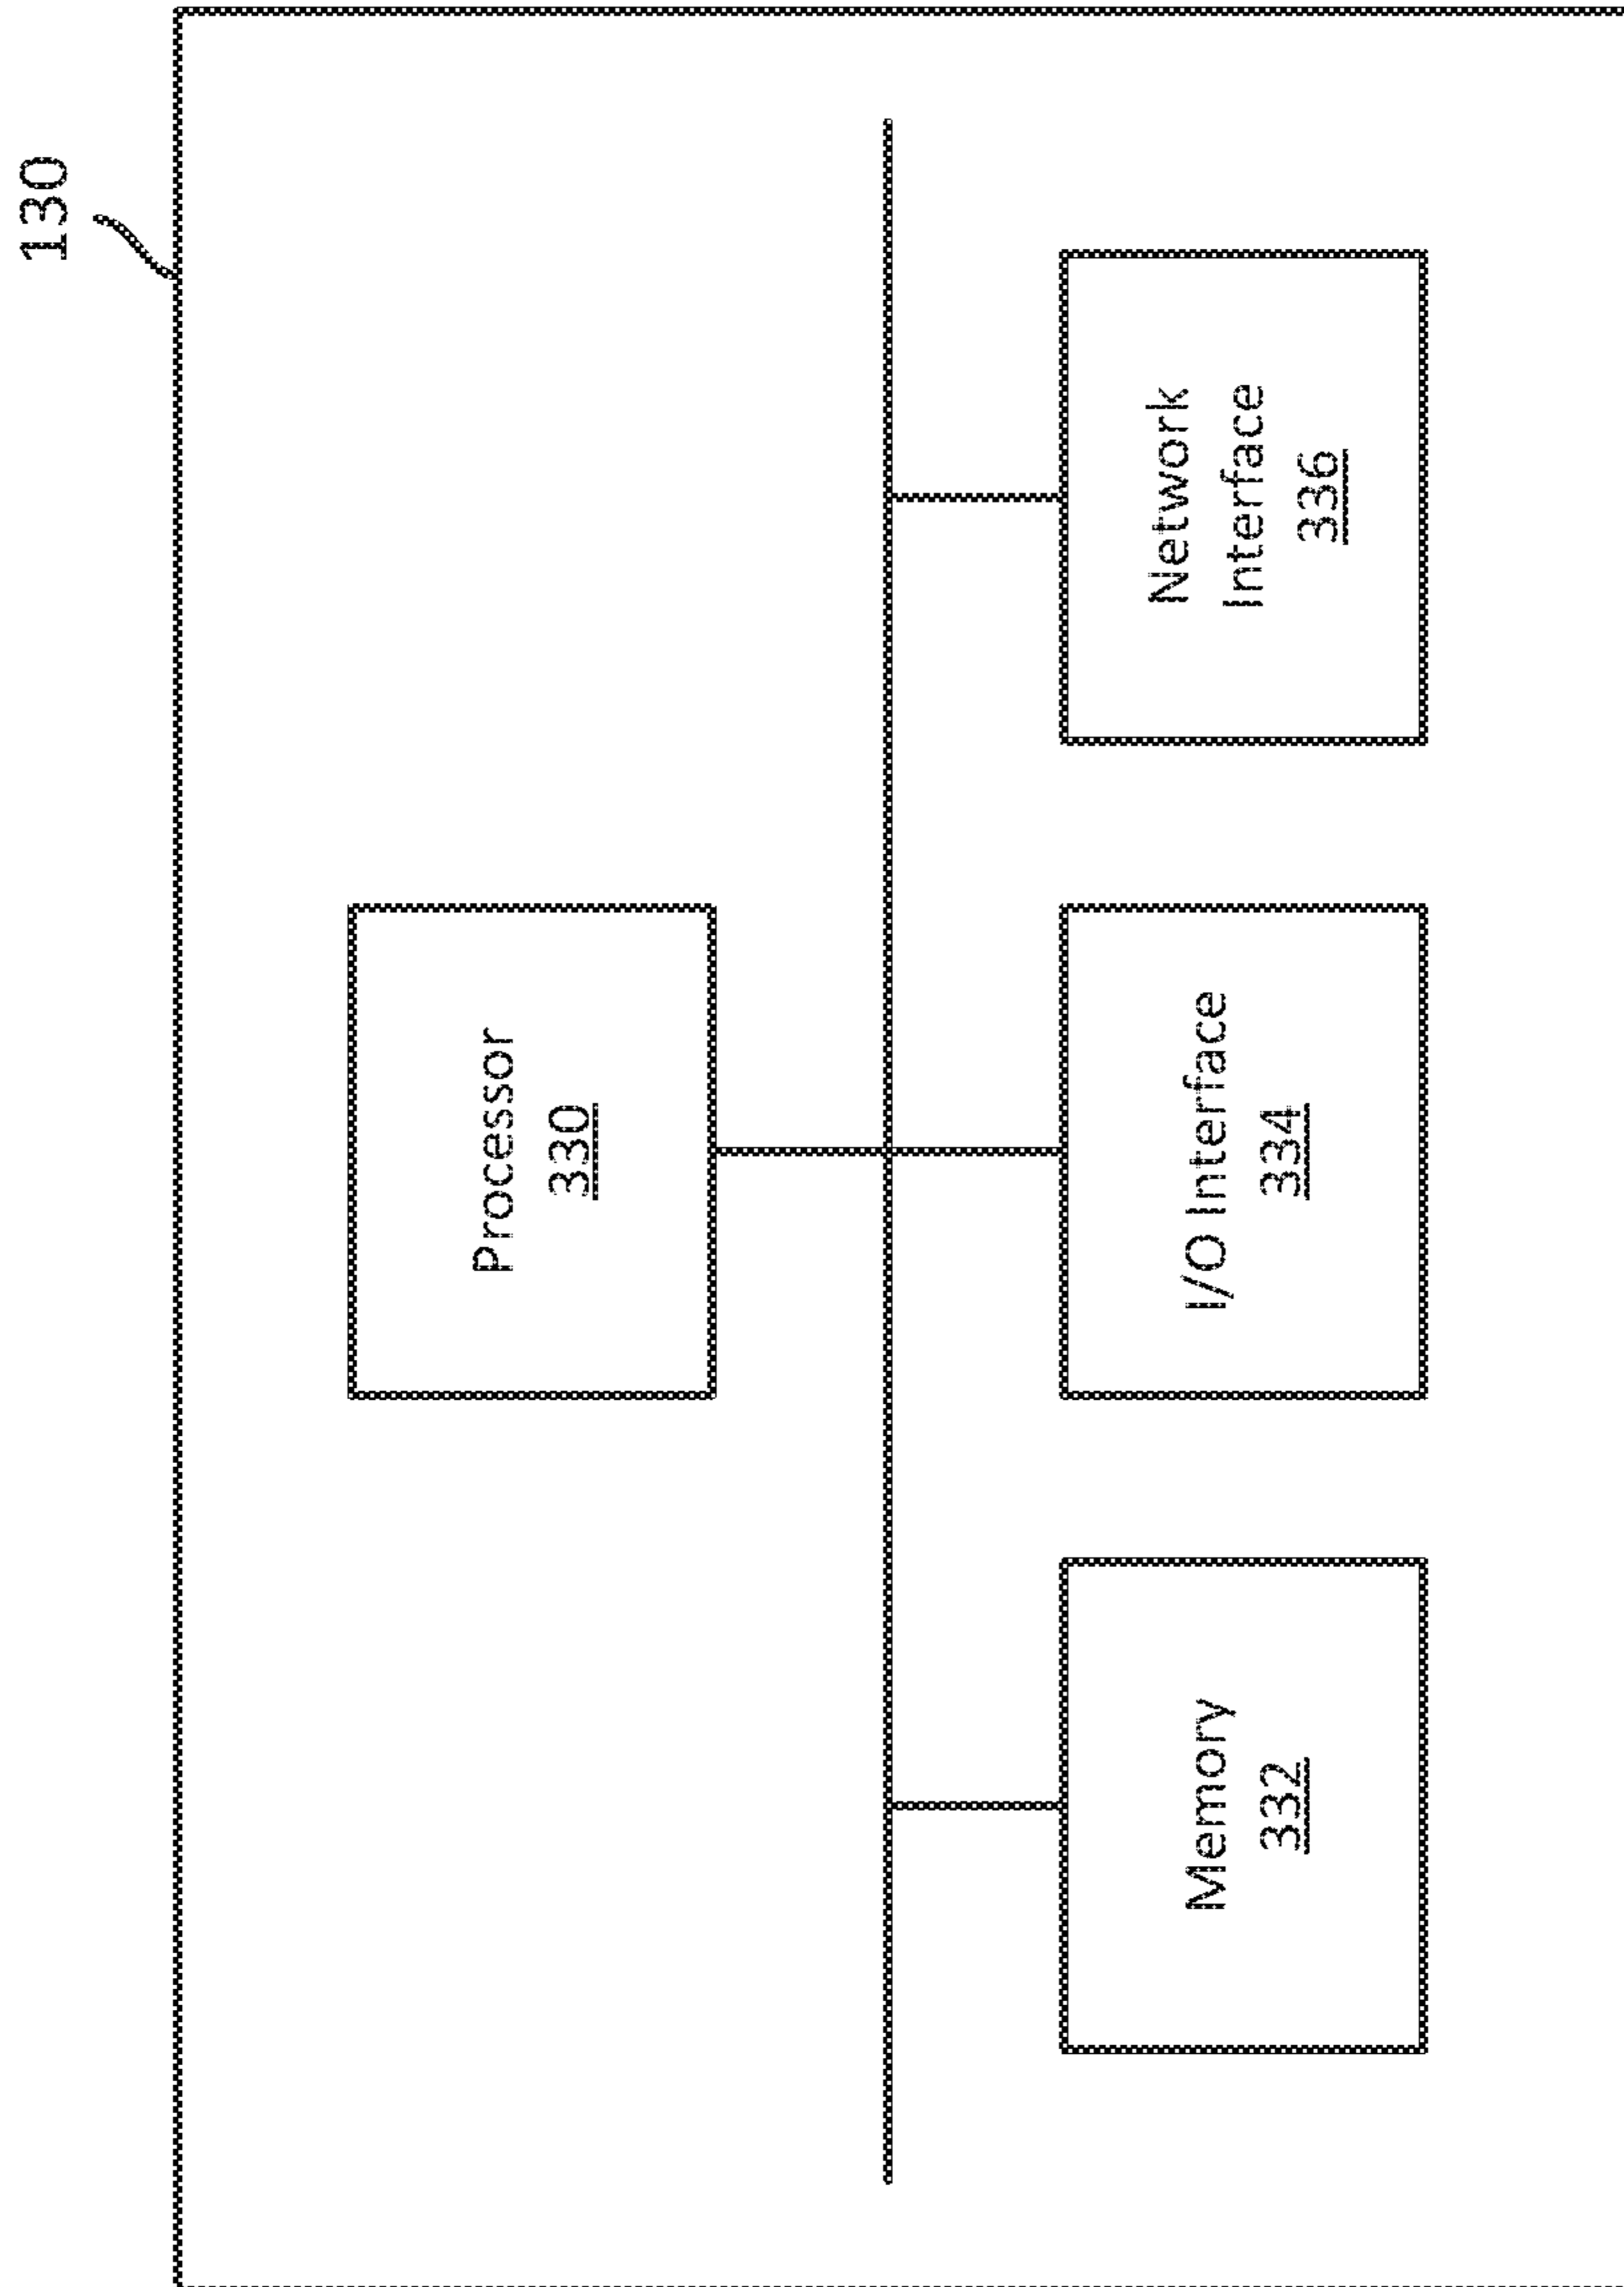 130
Processor
330
Memory
332
I/O Interface
334
Network
Interface
336